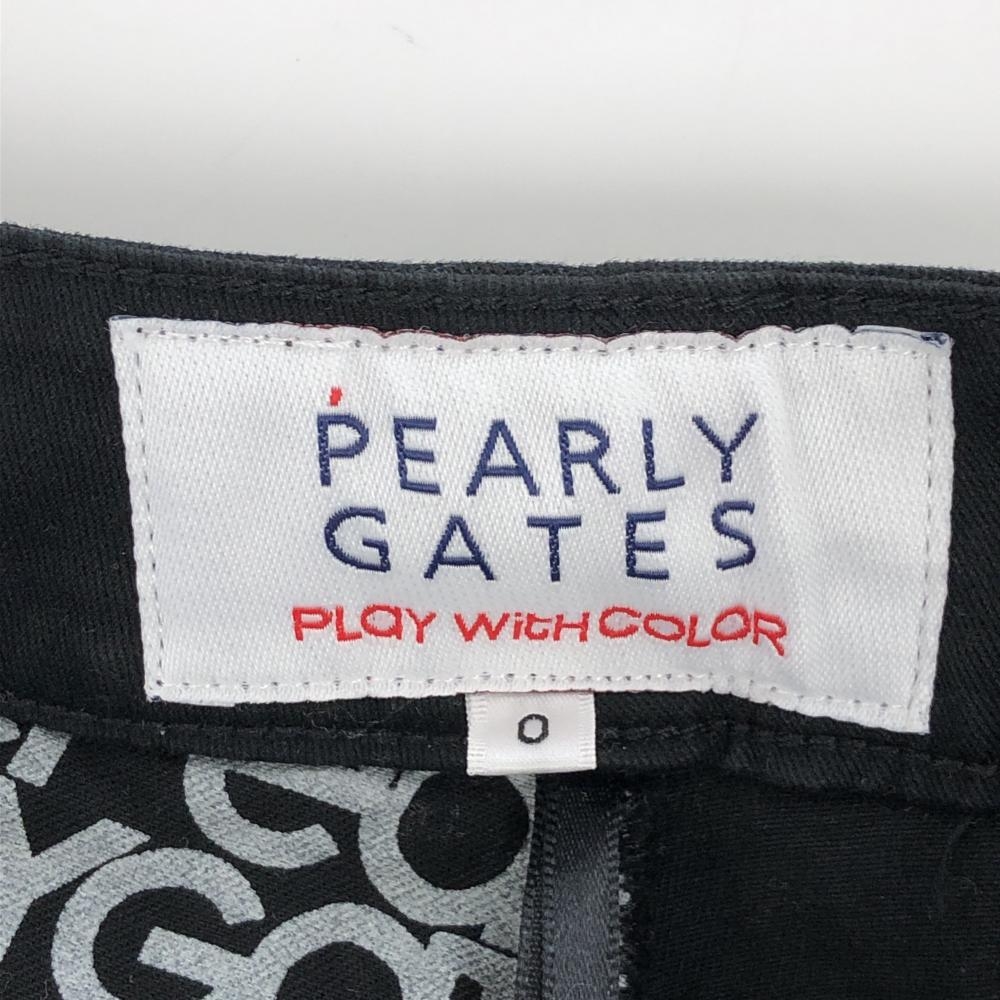 PEARLY
GATES
PLaY WitH COLOR
0